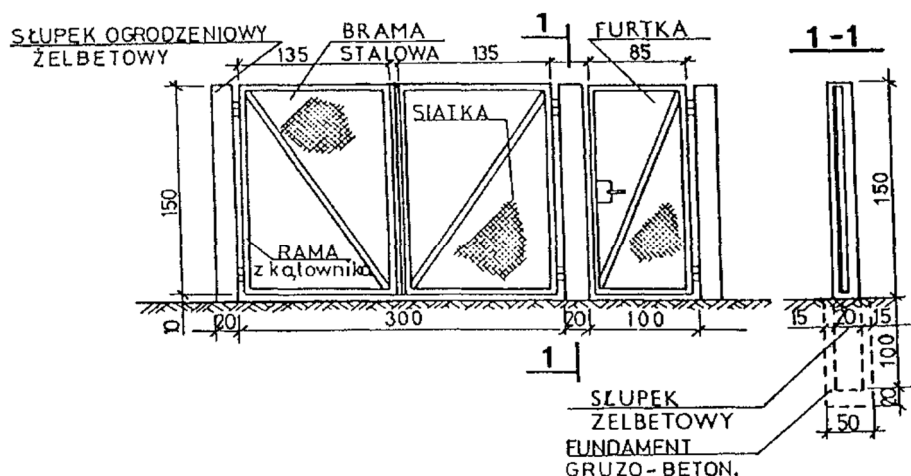 SŁUPEK OGRODZENIOWY
ŻELBETOWY
BRAMA
STALOWA
135
135
1
FURTKA
85
1-1
SIATKA
150
150
RAMA
z kątownika
10
20
300
20
100
15
20
15
1
100
20
50
SŁUPEK
ŻELBETOWY
FUNDAMENT
GRUZO-BETON.